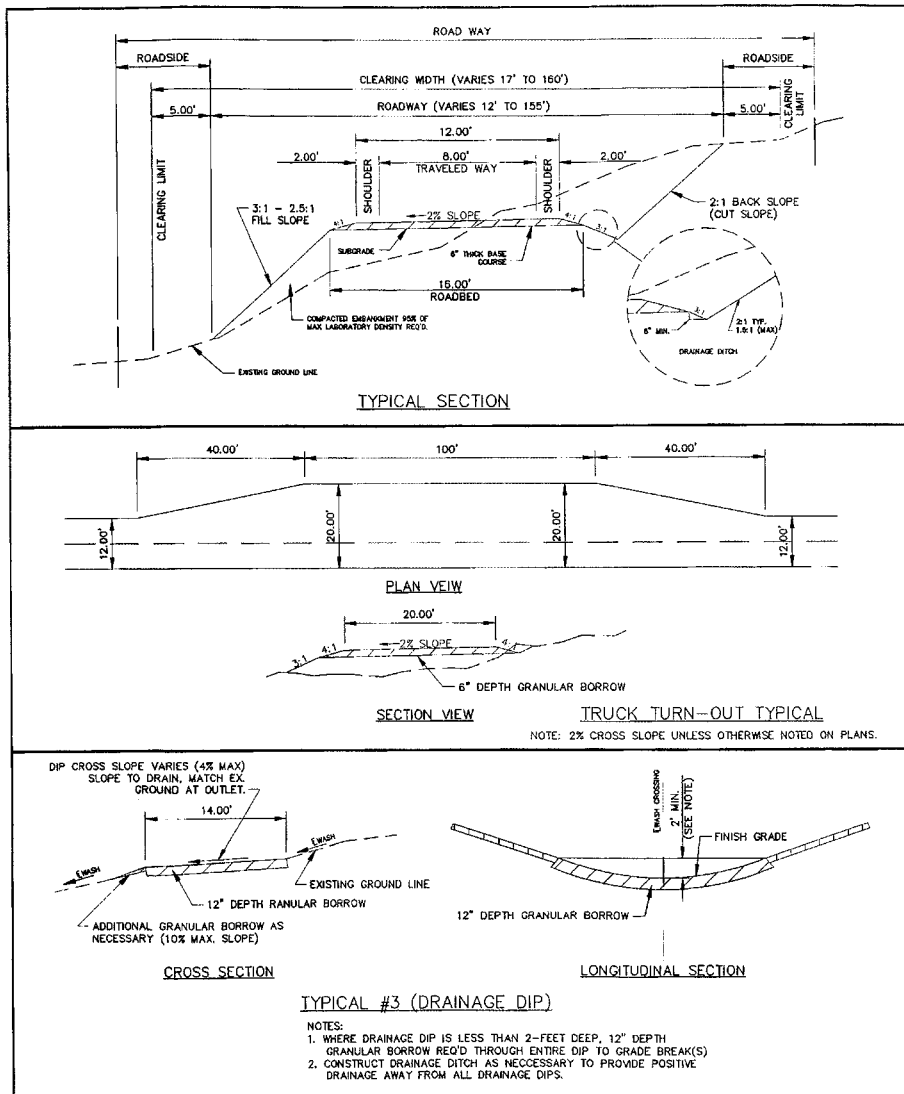 ROAD WAY
ROADSIDE
ROADSIDE
CLEARING WIDTH (VARIES 17' TO 160')
5.00'
ROADWAY (VARIES 12' TO 155')
5.00'
CLEARING LIMIT
12.00'
2.00'
8.00'
2.00'
TRAVELED WAY
SHOULDER
SHOULDER
CLEARING LIMIT
3:1 - 2.5:1
FILL SLOPE
2:1 BACK SLOPE
(CUT SLOPE)
4:1
2% SLOPE
4:1
3:1
SUBGRADE
6" THICK BASE
COURSE
16.00'
ROADBED
COMPACTED EMBANKMENT 95% OF
MAX LABORATORY DENSITY REQ'D.
3:1
6" MIN.
2:1 TYP.
1.5:1 (MAX)
DRAINAGE DITCH
EXISTING GROUND LINE
TYPICAL SECTION
40.00'
100'
40.00'
12.00'
20.00'
20.00'
12.00'
PLAN VEIW
20.00'
3:1
4:1
2% SLOPE
4:
6" DEPTH GRANULAR BORROW
SECTION VIEW
TRUCK TURN-OUT TYPICAL
NOTE: 2% CROSS SLOPE UNLESS OTHERWISE NOTED ON PLANS.
DIP CROSS SLOPE VARIES (4% MAX)
SLOPE TO DRAIN, MATCH EX.
GROUND AT OUTLET.
14.00'
EWASH
EWASH
EXISTING GROUND LINE
12" DEPTH RANULAR BORROW
ADDITIONAL GRANULAR BORROW AS
NECESSARY (10% MAX. SLOPE)
CROSS SECTION
EWASH CROSSING
2' MIN.
(SEE NOTE)
FINISH GRADE
12" DEPTH GRANULAR BORROW
LONGITUDINAL SECTION
TYPICAL #3 (DRAINAGE DIP)
NOTES:
1. WHERE DRAINAGE DIP IS LESS THAN 2-FEET DEEP, 12" DEPTH
GRANULAR BORROW REQ'D THROUGH ENTIRE DIP TO GRADE BREAK(S)
2. CONSTRUCT DRAINAGE DITCH AS NECCESSARY TO PROVIDE POSITIVE
DRAINAGE AWAY FROM ALL DRAINAGE DIPS.